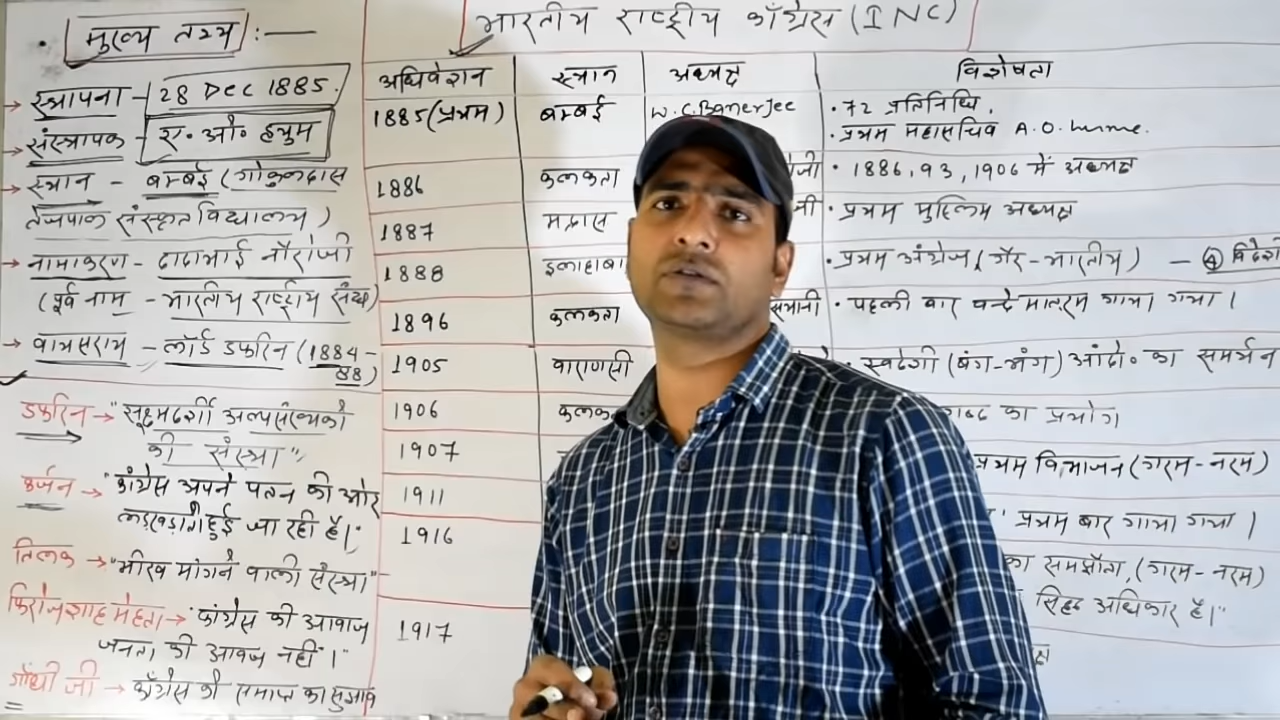 भारतीय राष्ट्रीय काँग्रेस (INC)
• मुख्य तथ्य :—
→ स्थापना - 28 Dec 1885.
→ संस्थापक - ए. ओ. ह्यूम
→ स्थान - बम्बई (गोकुलदास
तेजपाल संस्कृत विद्यालय)
→ नामाकरण - दादाभाई नौरोजी
(पूर्व नाम - भारतीय राष्ट्रीय संघ)
→ वायसराय - लॉर्ड डफरिन (1884-
88)
डफरिन → "सूक्ष्मदर्शी अल्पसंख्यको
की संस्था"
कर्जन → "कांग्रेस अपने पतन की ओर
लड़खड़ाती हुई जा रही है।"
तिलक → "भीख मांगने वाली संस्था"
फिरोजशाह मेहता → "कांग्रेस की आवाज
जनता की आवाज नहीं।"
गाँधी जी → काँग्रेस को समाप्त का सुझाव
अधिवेशन स्थान अध्यक्ष विशेषता
1885 (प्रथम) बम्बई W.C.Banerjee • 72 प्रतिनिधि,
• प्रथम महासचिव A.O. hume.
1886 कलकता • 1886, 93, 1906 में अध्यक्ष
1887 मद्रास • प्रथम मुस्लिम अध्यक्ष
1888 • प्रथम अंग्रेज (गैर-भारतीय) — ④
1896 कलकता • पहली बार वन्देमातरम गाया गया।
1905 वाराणसी • स्वदेशी (बंग-भंग) आंदो० का समर्थन
1906 का प्रयोग
1907 प्रथम विभाजन (गरम-नरम)
1911 प्रथम बार गाया गया।
1916 का समझौता, (गरम-नरम)
सिद्ध अधिकार है।"
1917